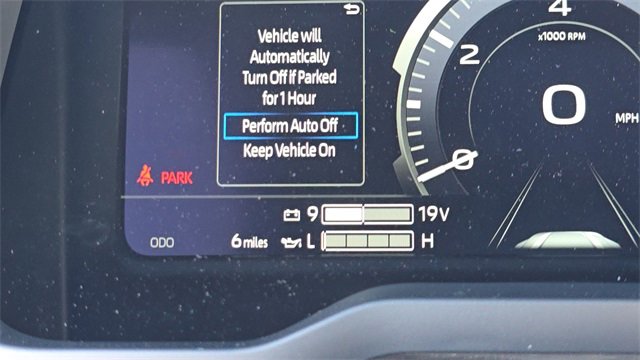 Vehicle will
Automatically
Turn Off if Parked
for 1 Hour
Perform Auto Off
Keep Vehicle On
4
x1000 RPM
2
0 MPH
0
PARK
9 19V
ODO 6 miles L H